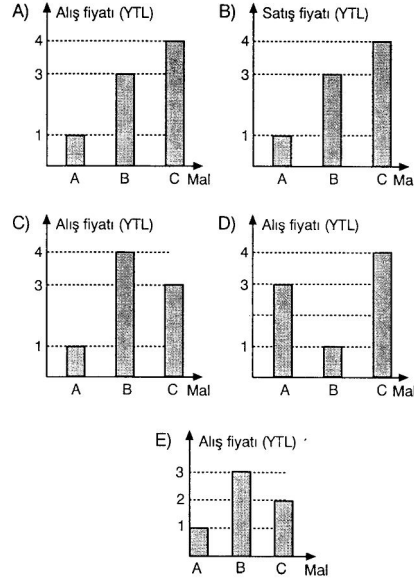 A) Alış fiyatı (YTL)
4
3
1
A B C Mal
B) Satış fiyatı (YTL)
4
3
1
A B C Mal
C) Alış fiyatı (YTL)
4
3
1
A B C Mal
D) Alış fiyatı (YTL)
4
3
1
A B C Mal
E) Alış fiyatı (YTL)
3
2
1
A B C Mal